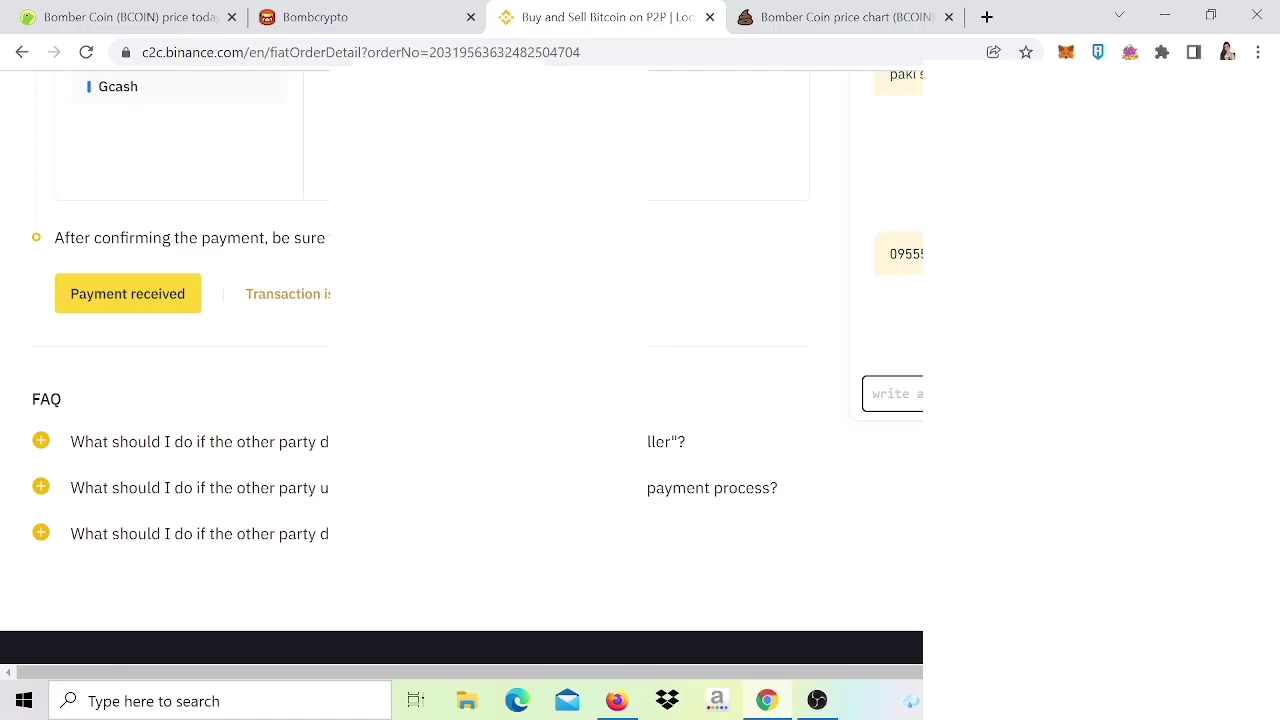 Coin (BCOIN) price today
Bombcrypto
Buy and Sell Bitcoin on P2P | Loc
Bomber Coin price chart (BCOIN)
c2c.binance.com/en/fiatOrderDetail?orderNo=20319563632482504704
Gcash
paki s
After confirming the payment, be sure
09555
Payment received
Transaction is
write a
FAQ
What should I do if the other party d ller"?
What should I do if the other party u payment process?
What should I do if the other party d
Type here to search